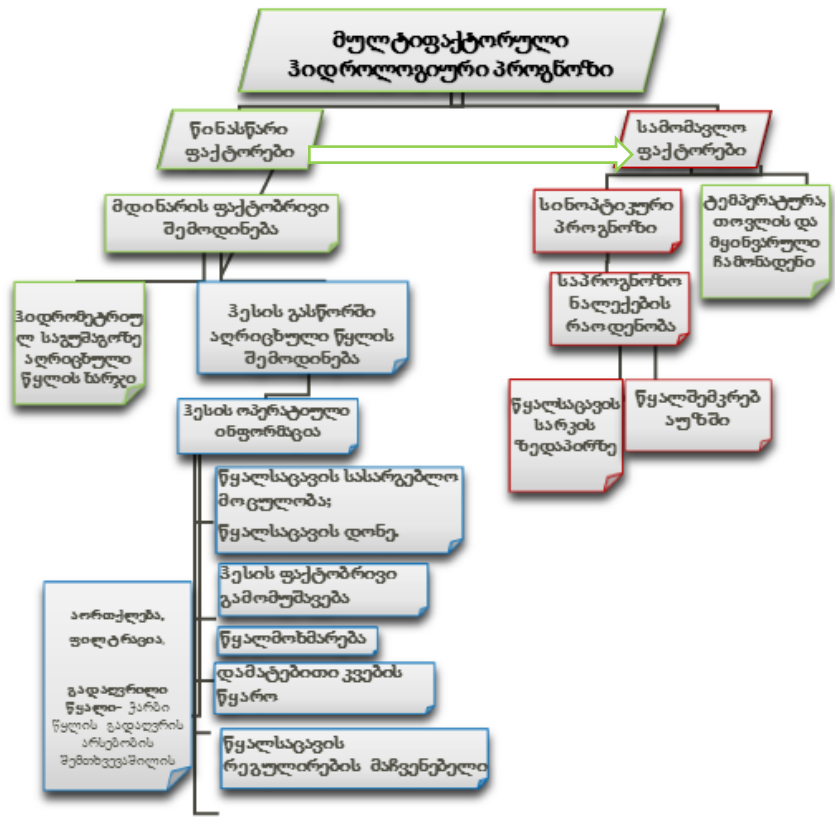 მულტიფაქტორული
ჰიდროლოგიური პროგნოზი
წინასწარი
ფაქტორები
სამომავლო
ფაქტორები
მდინარის ფაქტობრივი
შემოდინება
სინოპტიკური
პროგნოზი
ტემპერატურა,
თოვლის და
მყინვარული
ჩამონადენი
ჰიდრომეტრიუ
ლ საგუშაგოზე
აღრიცხული
წყლის ხარჯი
ჰესის გასწორში
აღრიცხული წყლის
შემოდინება
საპროგნოზო
ნალექების
რაოდენობა
ჰესის ოპერატიული
ინფორმაცია
წყალსაცავის
სარკის
ზედაპირზე
წყალშემკრებ
აუზში
წყალსაცავის სასარგებლო
მოცულობა;
წყალსაცავის დონე.
ჰესის ფაქტობრივი
გამომუშავება
წყალმოხმარება
დამატებითი კვების
წყარო
წყალსაცავის
რეგულირების მაჩვენებელი
აორთქლება,
ფილტრაცია,
გადაღვრილი
წყალი- ჭარბი
წყლის გადაღვრის
არსებობის
შემთხვევაშილის